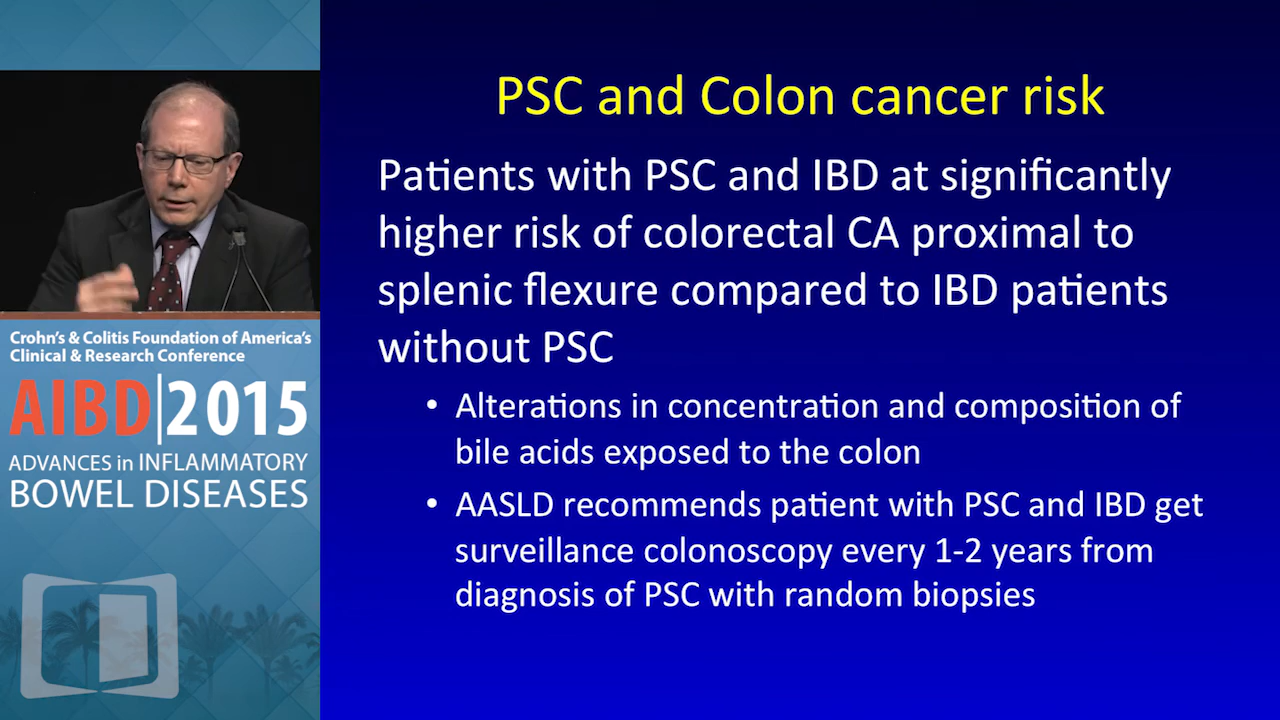 PSC and Colon cancer risk
Patients with PSC and IBD at significantly
higher risk of colorectal CA proximal to
splenic flexure compared to IBD patients
without PSC
• Alterations in concentration and composition of
bile acids exposed to the colon
• AASLD recommends patient with PSC and IBD get
surveillance colonoscopy every 1-2 years from
diagnosis of PSC with random biopsies
Crohn's & Colitis Foundation of America's
Clinical & Research Conference
AIBD|2015
ADVANCES in INFLAMMATORY
BOWEL DISEASES